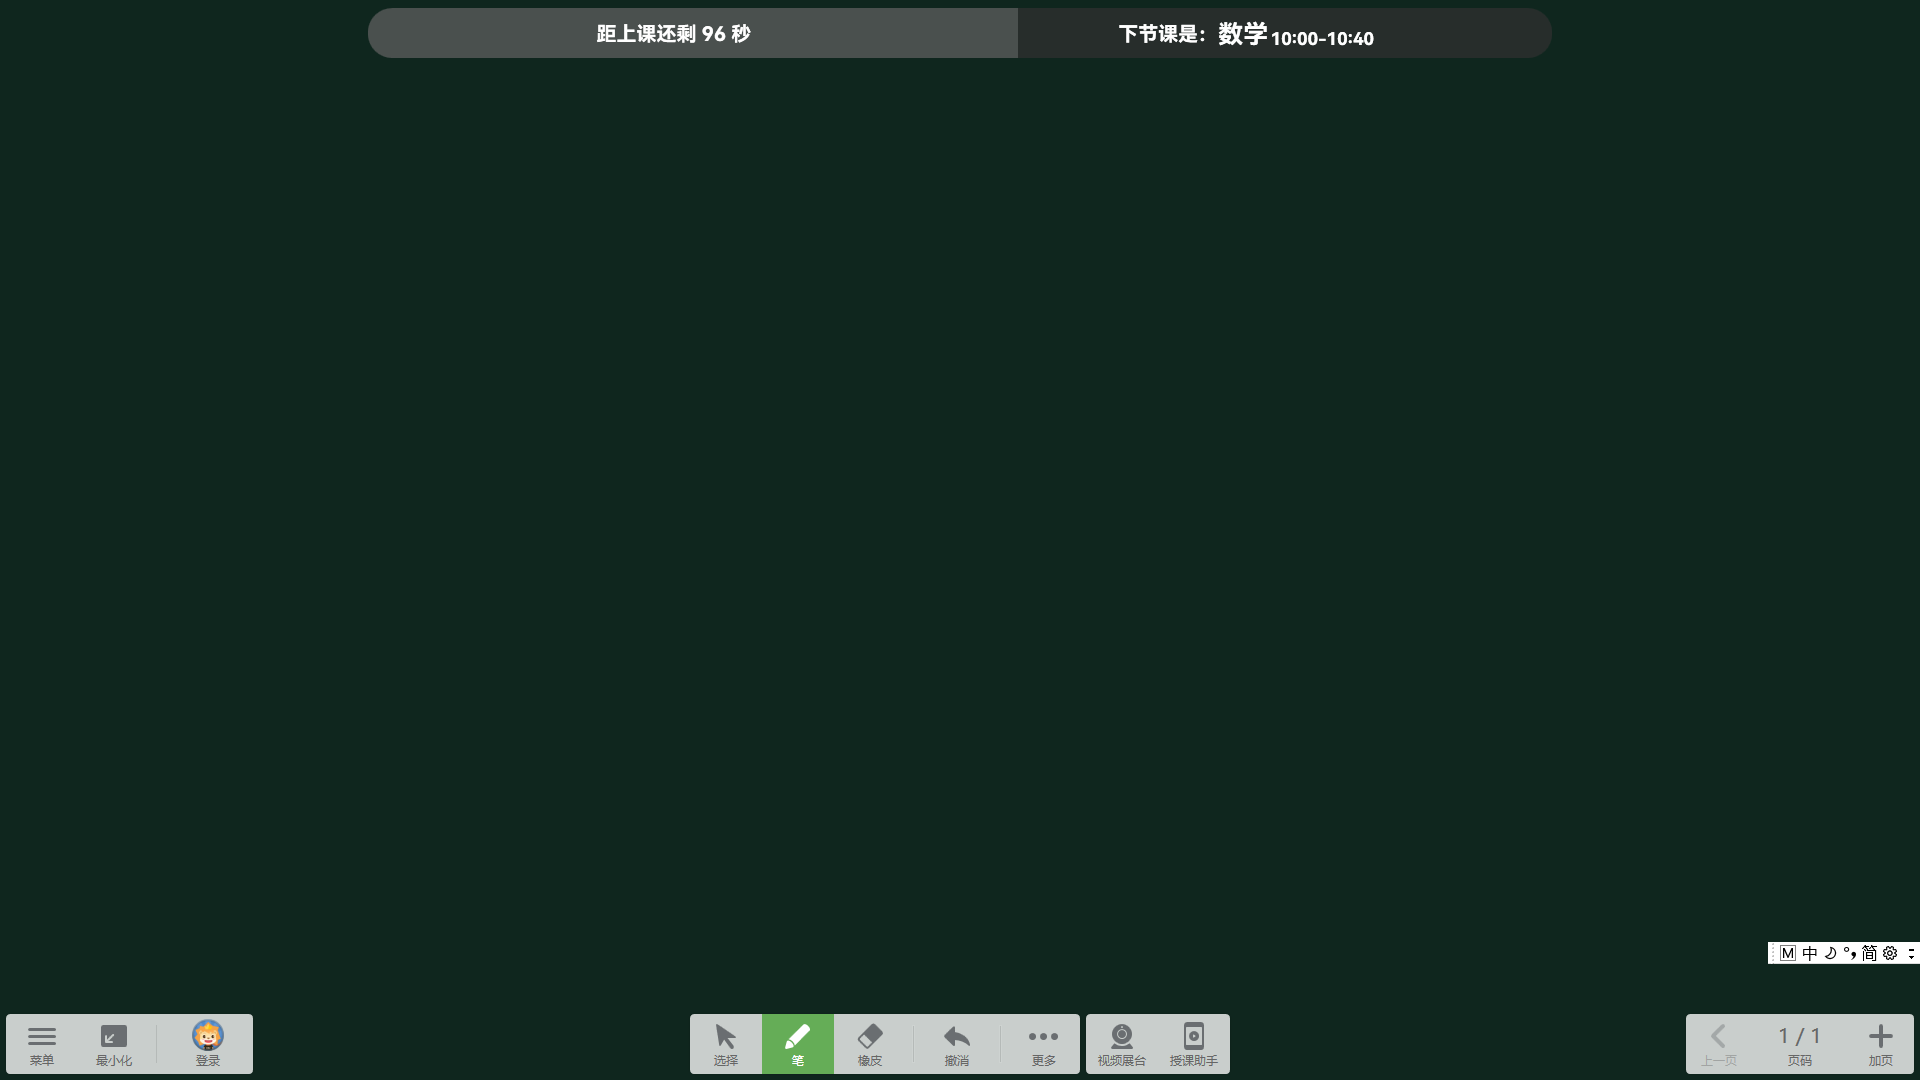 距上课还剩 96 秒
下节课是：数学 10:00-10:40
M 中 简
菜单 最小化 登录
选择 笔 橡皮 撤消 更多
视频展台 授课助手
上一页 1 / 1 页码 加页